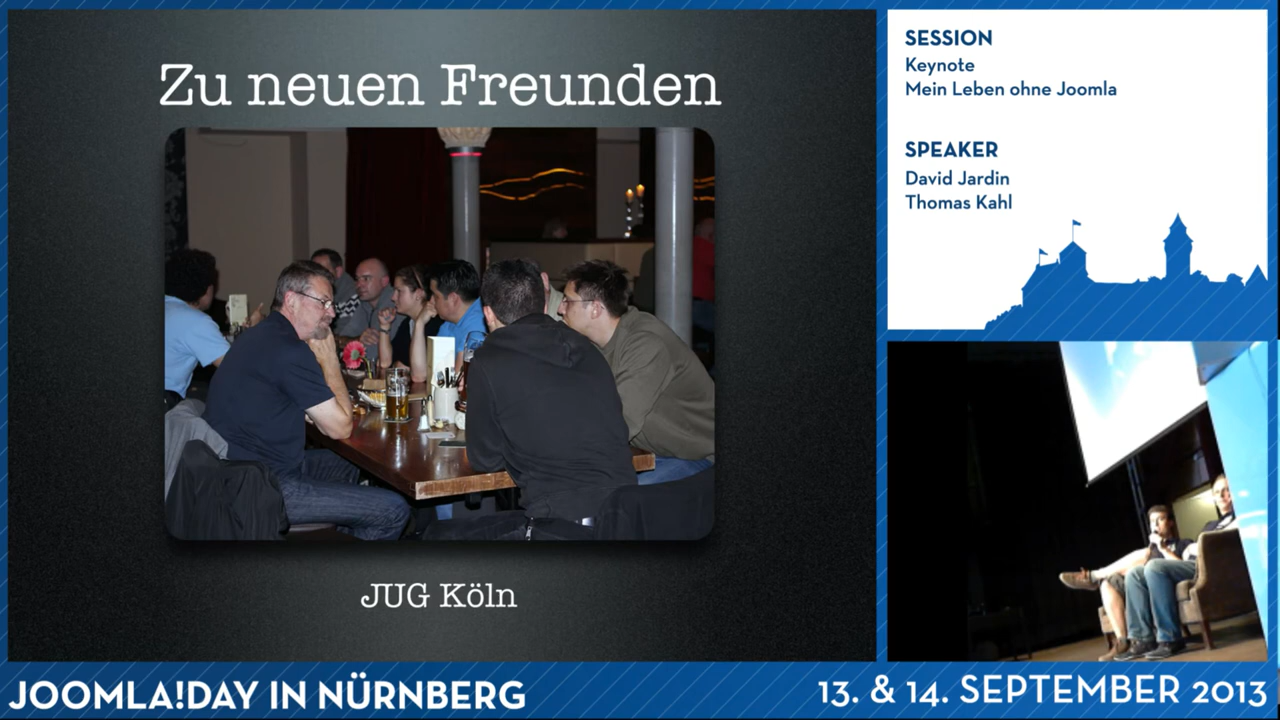 Zu neuen Freunden
JUG Köln
SESSION
Keynote
Mein Leben ohne Joomla
SPEAKER
David Jardin
Thomas Kahl
JOOMLA!DAY IN NÜRNBERG
13. & 14. SEPTEMBER 2013